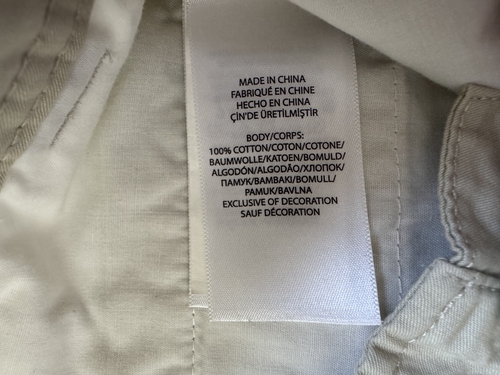 MADE IN CHINA
FABRIQUÉ EN CHINE
HECHO EN CHINA
ÇİN'DE ÜRETİLMİŞTİR
BODY/CORPS:
100% COTTON/COTON/COTONE/
BAUMWOLLE/KATOEN/BOMULD/
ALGODÓN/ALGODÃO/ХЛОПОК/
ПАМУК/BAMBAKI/BOMULL/
PAMUK/BAVLNA
EXCLUSIVE OF DECORATION
SAUF DÉCORATION